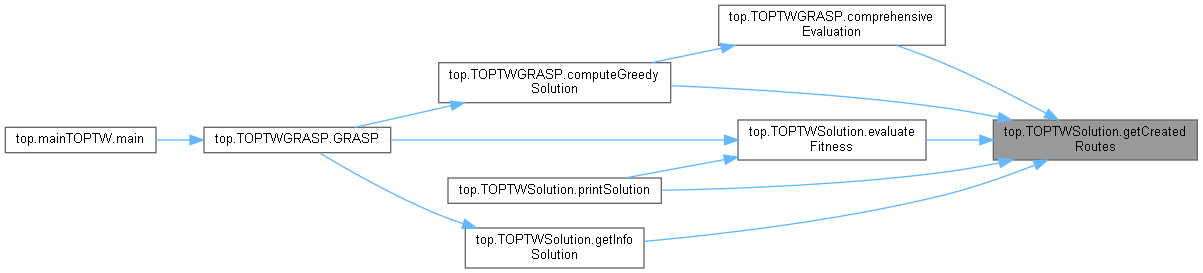 top.TOPTWGRASP.comprehensive
Evaluation
top.TOPTWGRASP.computeGreedy
Solution
top.mainTOPTW.main
top.TOPTWGRASP.GRASP
top.TOPTWSolution.evaluate
Fitness
top.TOPTWSolution.getCreated
Routes
top.TOPTWSolution.printSolution
top.TOPTWSolution.getInfo
Solution